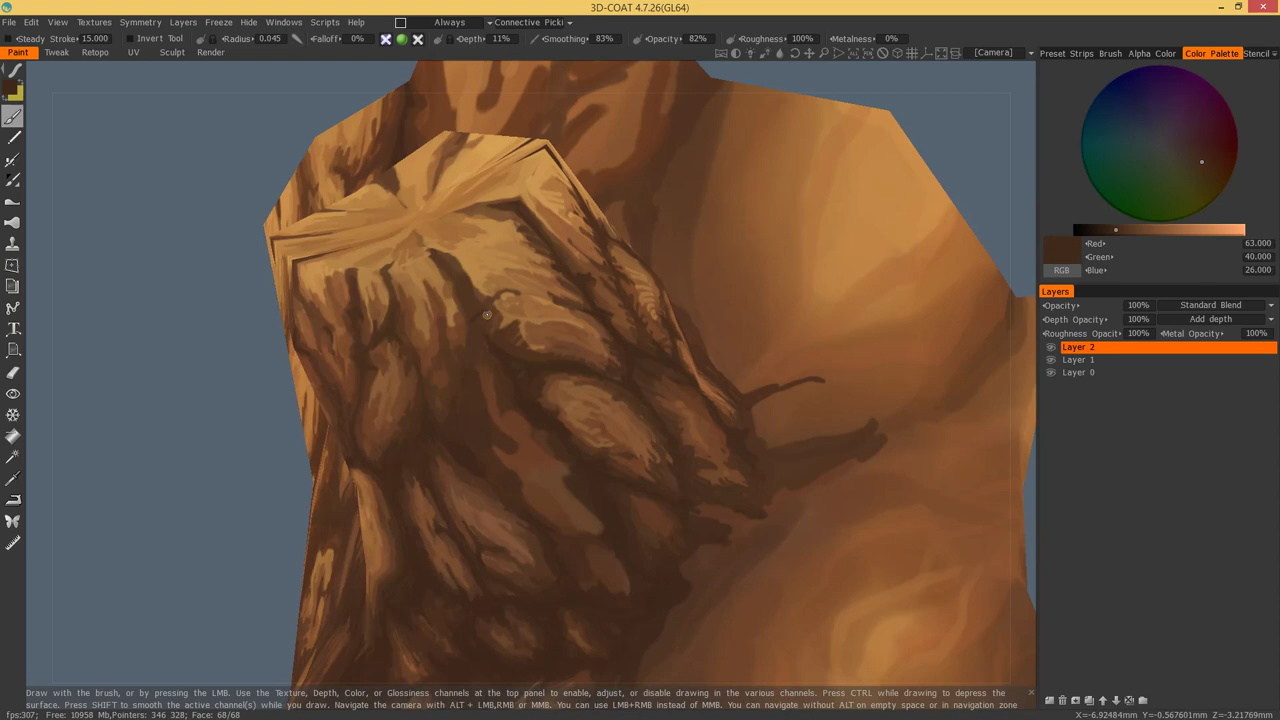 3D-COAT 4.7.26(GL64)
File Edit View Textures Symmetry Layers Freeze Hide Windows Scripts Help Always Connective Picki
Steady Stroke 15.000 Invert Tool Radius 0.045 Falloff 0% Depth 11% Smoothing 83% Opacity 82% Roughness 100% Metalness 0%
Paint Tweak Retopo UV Sculpt Render [Camera] Preset Strips Brush Alpha Color Color Palette Stencil
Red 63.000
Green 40.000
RGB Blue 26.000
Layers
Opacity 100% Standard Blend
Depth Opacity 100% Add depth
Roughness Opacit 100% Metal Opacity 100%
Layer 2
Layer 1
Layer 0
Draw with the brush, or by pressing the LMB. Use the Texture, Depth, Color, or Glossiness channels at the top panel to enable, adjust, or disable drawing in the various channels. Press CTRL while drawing to depress the
surface. Press SHIFT to smooth the active channel(s) while you draw. Navigate the camera with ALT + LMB,RMB or MMB. You can use LMB+RMB instead of MMB. You can navigate without ALT on empty space or in navigation zone
fps:307; Free: 10958 Mb,Pointers: 346 328; Face: 68/68 X=-6.92484mm Y=-0.567601mm Z=-3.21769mm